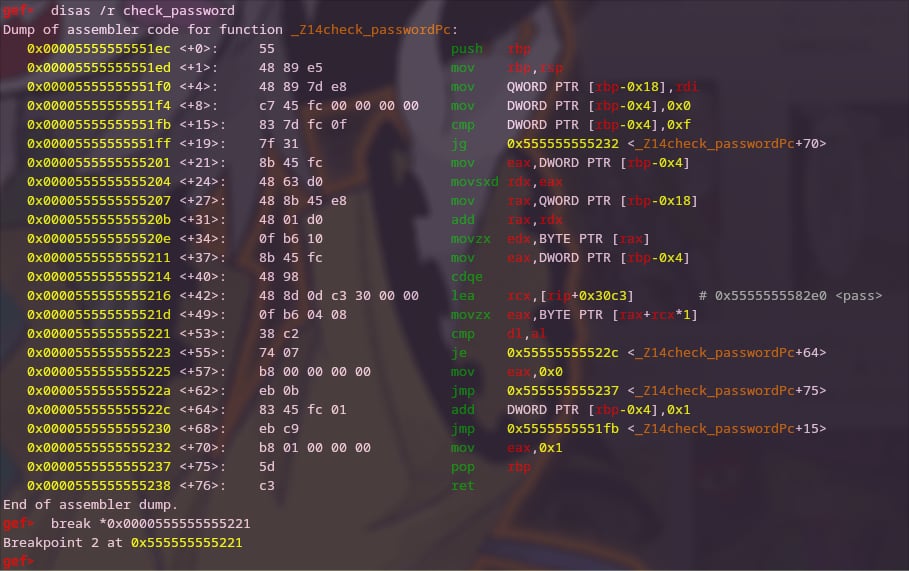 gef➤  disas /r check_password
Dump of assembler code for function _Z14check_passwordPc:
   0x00005555555551ec <+0>:	55	push   rbp
   0x00005555555551ed <+1>:	48 89 e5	mov    rbp,rsp
   0x00005555555551f0 <+4>:	48 89 7d e8	mov    QWORD PTR [rbp-0x18],rdi
   0x00005555555551f4 <+8>:	c7 45 fc 00 00 00 00	mov    DWORD PTR [rbp-0x4],0x0
   0x00005555555551fb <+15>:	83 7d fc 0f	cmp    DWORD PTR [rbp-0x4],0xf
   0x00005555555551ff <+19>:	7f 31	jg     0x555555555232 <_Z14check_passwordPc+70>
   0x0000555555555201 <+21>:	8b 45 fc	mov    eax,DWORD PTR [rbp-0x4]
   0x0000555555555204 <+24>:	48 63 d0	movsxd rdx,eax
   0x0000555555555207 <+27>:	48 8b 45 e8	mov    rax,QWORD PTR [rbp-0x18]
   0x000055555555520b <+31>:	48 01 d0	add    rax,rdx
   0x000055555555520e <+34>:	0f b6 10	movzx  edx,BYTE PTR [rax]
   0x0000555555555211 <+37>:	8b 45 fc	mov    eax,DWORD PTR [rbp-0x4]
   0x0000555555555214 <+40>:	48 98	cdqe
   0x0000555555555216 <+42>:	48 8d 0d c3 30 00 00	lea    rcx,[rip+0x30c3]        # 0x5555555582e0 <pass>
   0x000055555555521d <+49>:	0f b6 04 08	movzx  eax,BYTE PTR [rax+rcx*1]
   0x0000555555555221 <+53>:	38 c2	cmp    dl,al
   0x0000555555555223 <+55>:	74 07	je     0x55555555522c <_Z14check_passwordPc+64>
   0x0000555555555225 <+57>:	b8 00 00 00 00	mov    eax,0x0
   0x000055555555522a <+62>:	eb 0b	jmp    0x555555555237 <_Z14check_passwordPc+75>
   0x000055555555522c <+64>:	83 45 fc 01	add    DWORD PTR [rbp-0x4],0x1
   0x0000555555555230 <+68>:	eb c9	jmp    0x5555555551fb <_Z14check_passwordPc+15>
   0x0000555555555232 <+70>:	b8 01 00 00 00	mov    eax,0x1
   0x0000555555555237 <+75>:	5d	pop    rbp
   0x0000555555555238 <+76>:	c3	ret
End of assembler dump.
gef➤  break *0x0000555555555221
Breakpoint 2 at 0x555555555221
gef➤